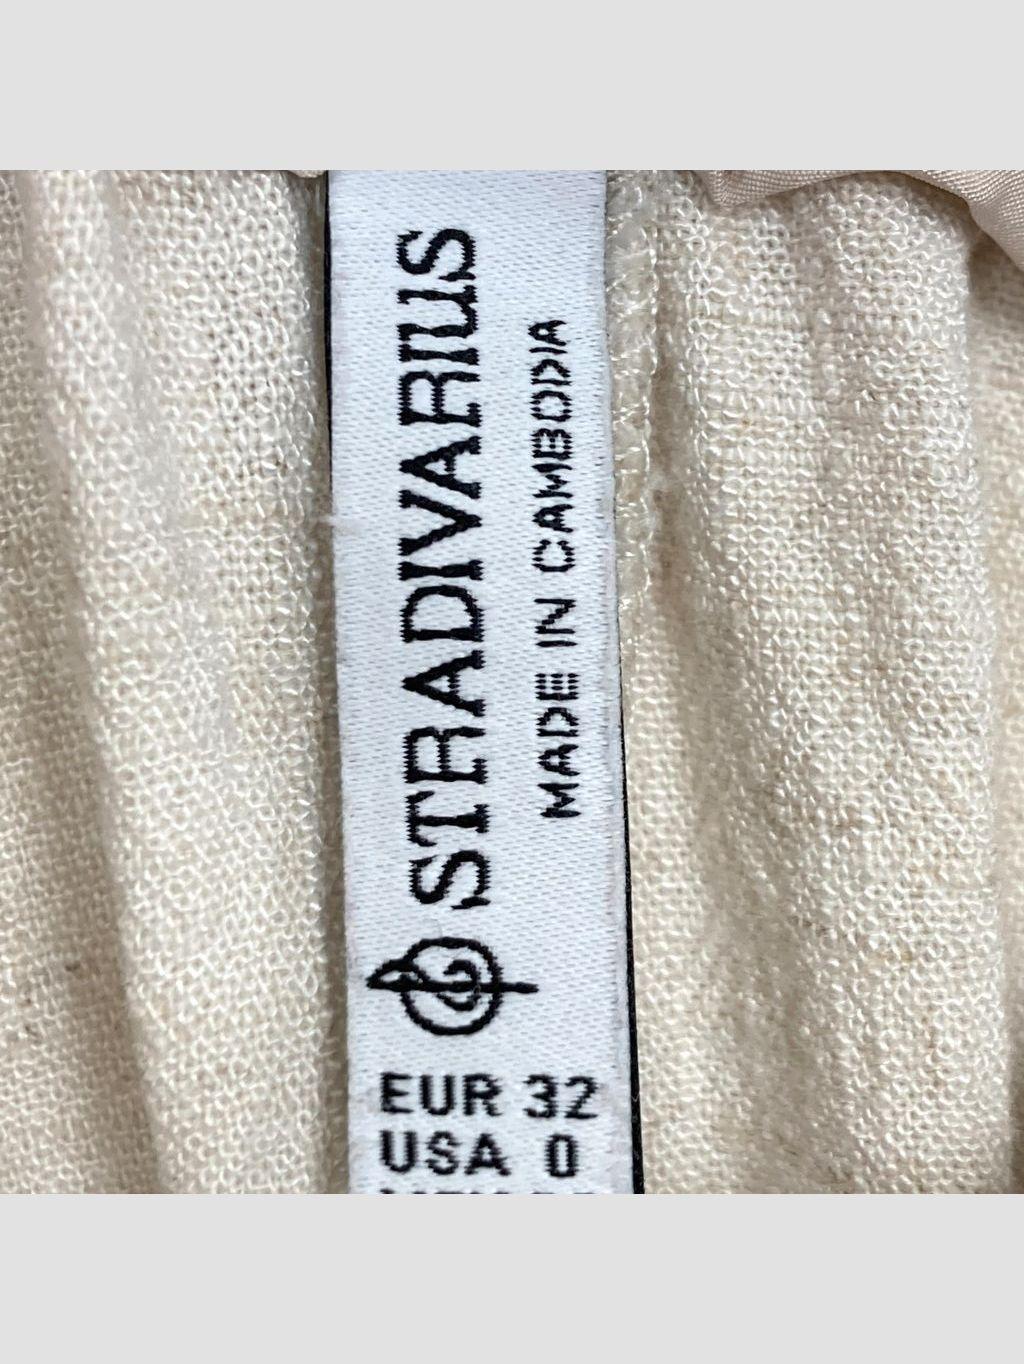 STRADIVARIUS
MADE IN CAMBODIA
EUR 32
USA 0